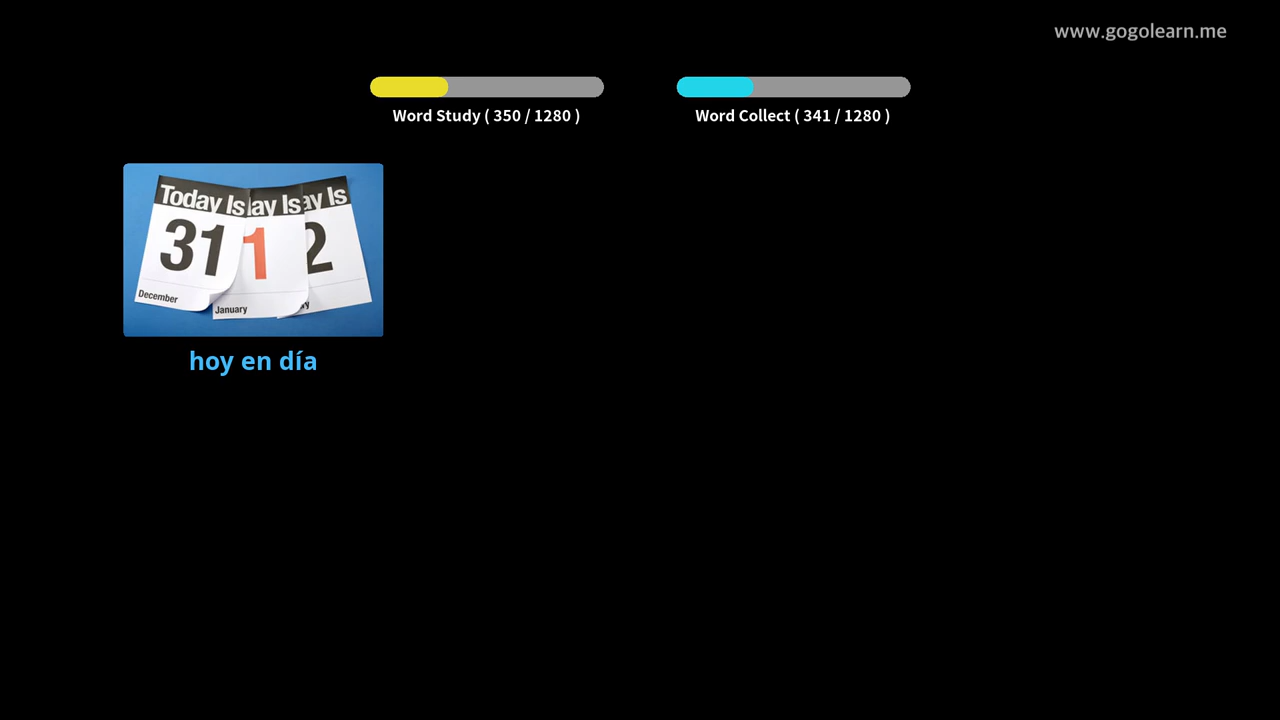 www.gogolearn.me
Word Study ( 350 / 1280 )
Word Collect ( 341 / 1280 )
Today Is
31
1
2
December
January
hoy en día